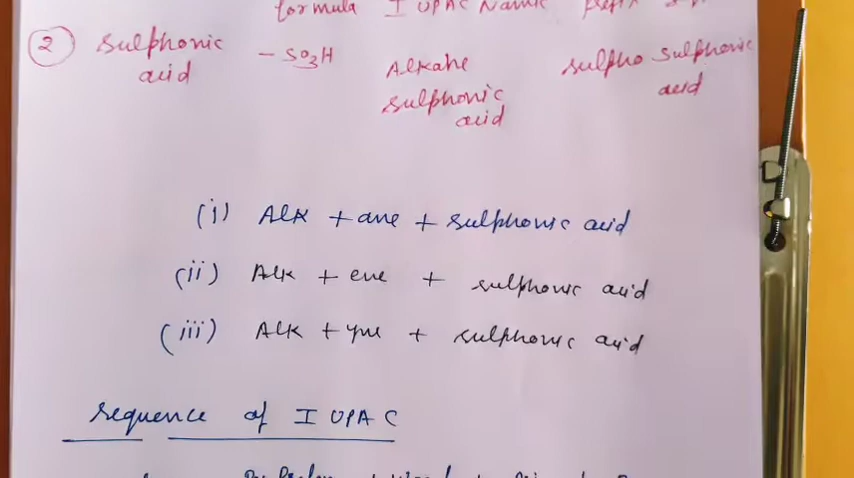 formula IUPAC Name prefix
(2) sulphonic -SO3H Alkane sulpho sulphonic
acid sulphonic acid
acid
(i) Alk + ane + sulphonic acid
(ii) Alk + ene + sulphonic acid
(iii) Alk + yne + sulphonic acid
sequence of IUPAC